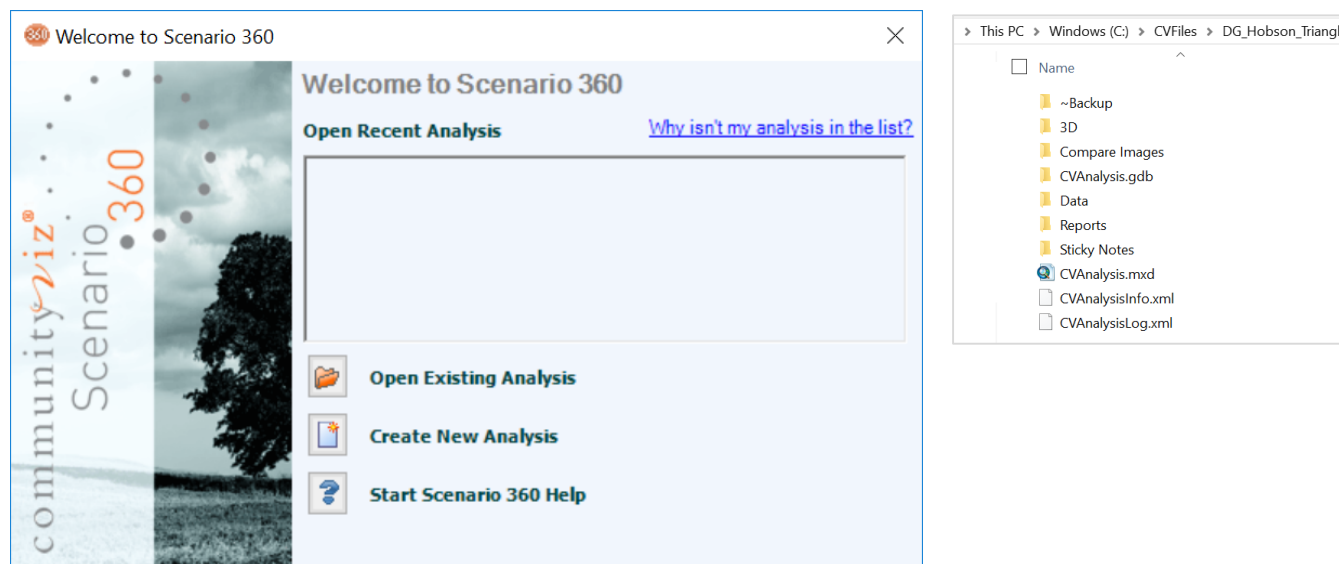 Welcome to Scenario 360
Welcome to Scenario 360
Open Recent Analysis
Why isn't my analysis in the list?
communityviz®
Scenario
360
Open Existing Analysis
Create New Analysis
Start Scenario 360 Help
This PC > Windows (C:) > CVFiles > DG_Hobson_Triangl
Name
~Backup
3D
Compare Images
CVAnalysis.gdb
Data
Reports
Sticky Notes
CVAnalysis.mxd
CVAnalysisInfo.xml
CVAnalysisLog.xml